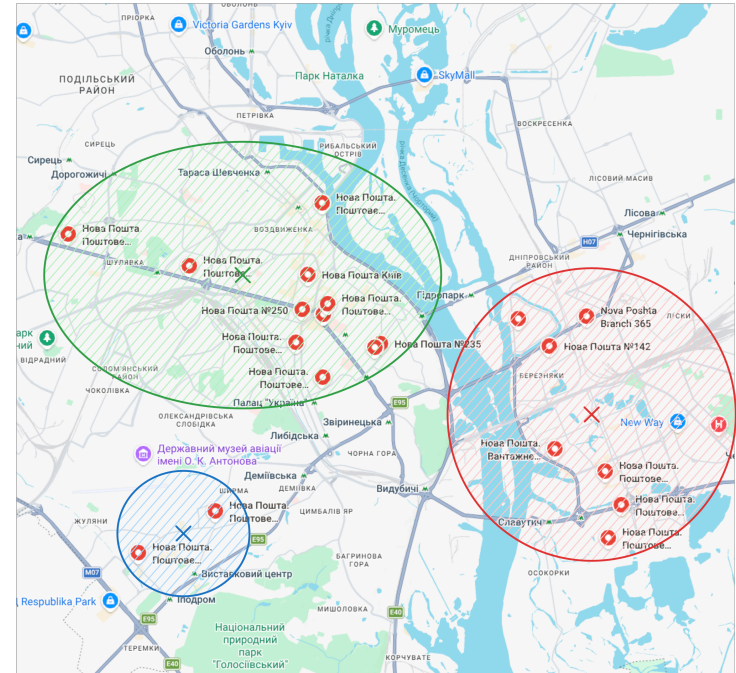 ПРІОРКА
Victoria Gardens Kyiv
Муромець
Оболонь
ПОДІЛЬСЬКИЙ
РАЙОН
Парк Наталка
SkyMall
ПЕТРІВКА
ВОСКРЕСЕНКА
СИРЕЦЬ
РИБАЛЬСЬКИЙ
ОСТРІВ
Сирець
Дорогожичі
Тараса Шевченка
ЛІСОВИЙ МАСИВ
Нова Пошта.
Поштове...
Лісова
Чернігівська
H07
Нова Пошта.
Поштове...
ВОЗДВИЖЕНКА
ДНІПРОВСЬКИЙ
РАЙОН
ШУЛЯВКА
Нова Пошта.
Поштове...
Нова Пошта Київ
Гідропарк
Нова Пошта.
Поштове...
Нова Пошта №250
Nova Poshta
Branch 365
ЛІСКИ
арк
ний
Нова Пошта.
Поштове...
Нова Пошта №235
Нова Пошта №142
ВІДРАДНИЙ
СОЛОМ'ЯНСЬКИЙ
РАЙОН
Нова Пошта.
Поштове...
БЕРЕЗНЯКИ
ЧОКОЛІВКА
Палац "Україна"
E95
ОЛЕКСАНДРІВСЬКА
СЛОБІДКА
Звіринецька
New Way
Либідська
Державний музей авіації
імені О. К. Антонова
ЧОРНА ГОРА
Нова Пошта.
Вантажне...
Деміївська
Нова Пошта.
Поштове...
ШИРМА
ДЕМІЇВКА
Видубичі
Нова Пошта.
Поштове...
ЦИМБАЛІВ ЯР
Нова Пошта.
Поштове...
ЖУЛЯНИ
Славутич
E95
Нова Пошта.
Поштове...
Нова Пошта.
Поштове...
БАГРИНОВА
ГОРА
M07
Виставковий центр
ОСОКОРКИ
Respublika Park
Іподром
МИШОЛОВКА
E40
E95
Національний
природний
парк
"Голосіївський"
ТЕРЕМКИ
E40
КОРЧУВАТЕ